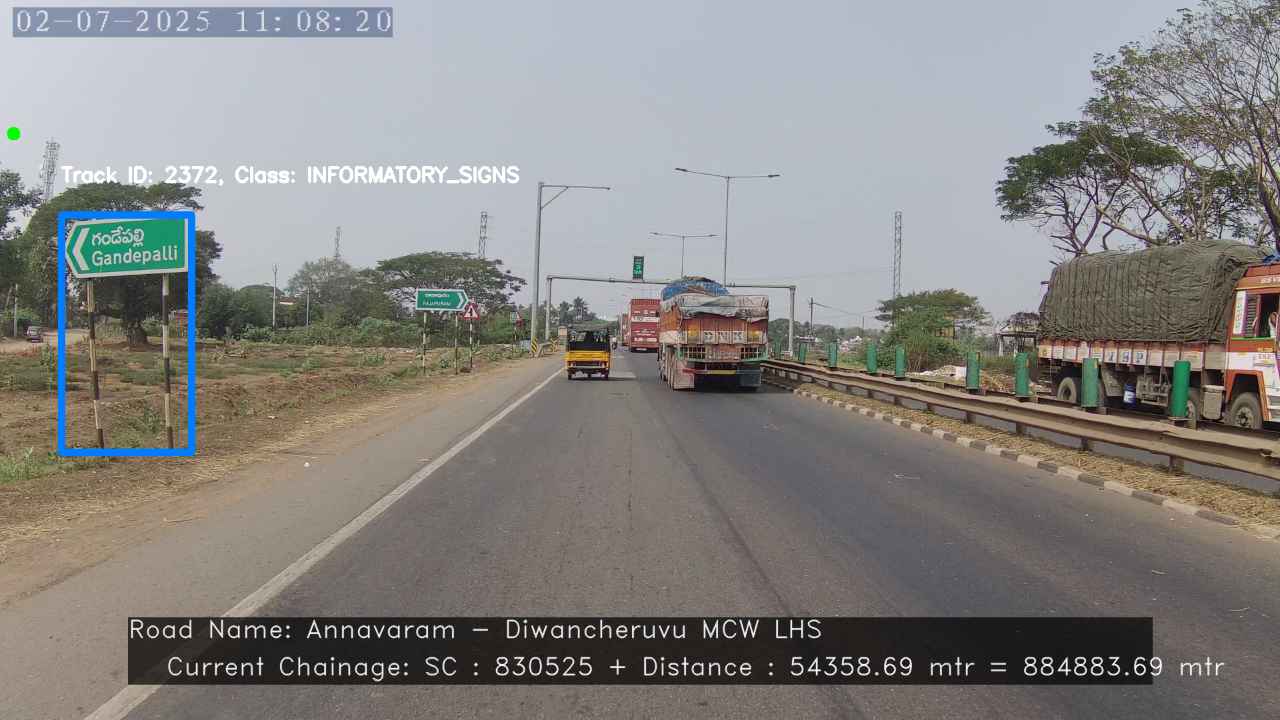 02-07-2025 11:08:20
Track ID: 2372, Class: INFORMATORY_SIGNS
గండేపల్లి
Gandepalli
Road Name: Annavaram - Diwancheruvu MCW LHS
Current Chainage: SC : 830525 + Distance : 54358.69 mtr = 884883.69 mtr